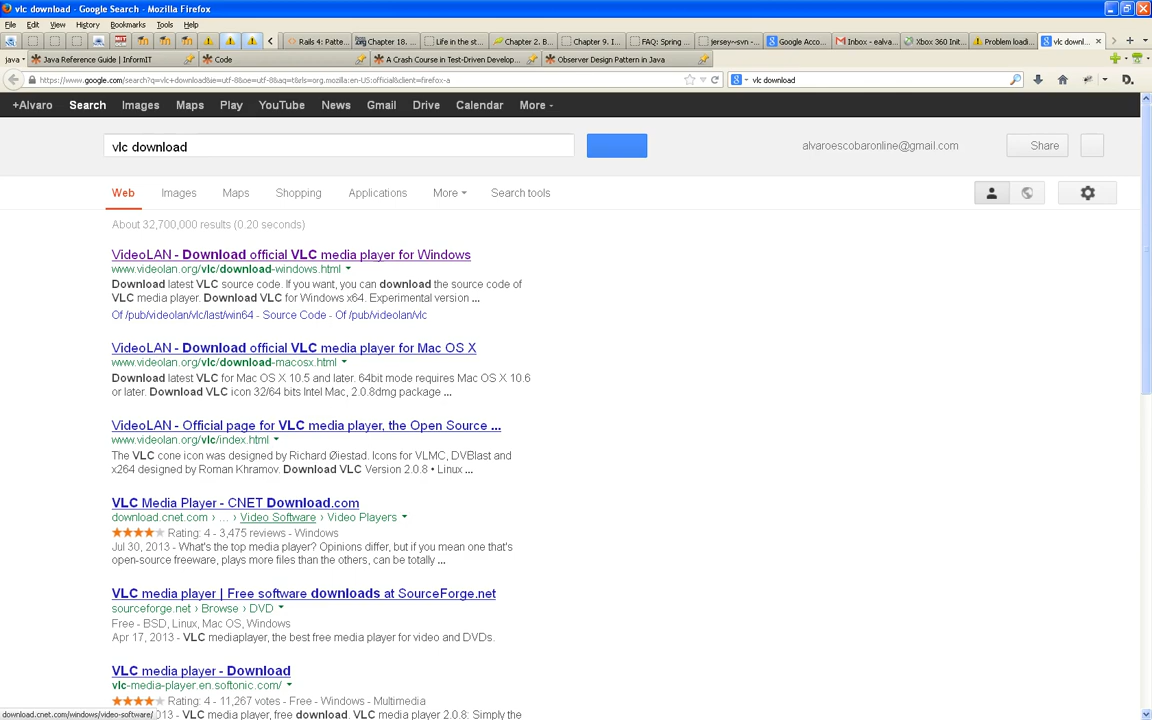 vlc download - Google Search - Mozilla Firefox
File Edit View History Bookmarks Tools Help
Rails 4: Patte... Chapter 18. ... Life in the st... Chapter 2. B... Chapter 9. I... FAQ: Spring ... jersey~svn -... Google Acco... Inbox - ealva... Xbox 360 Init... Problem loadi... vlc downl...
java Java Reference Guide | InformIT Code A Crash Course in Test-Driven Develop... Observer Design Pattern in Java
https://www.google.com/search?q=vlc+download&ie=utf-8&oe=utf-8&aq=t&rls=org.mozilla:en-US:official&client=firefox-a vlc download
+Alvaro Search Images Maps Play YouTube News Gmail Drive Calendar More
vlc download alvaroescobaronline@gmail.com Share
Web Images Maps Shopping Applications More Search tools
About 32,700,000 results (0.20 seconds)
VideoLAN - Download official VLC media player for Windows
www.videolan.org/vlc/download-windows.html
Download latest VLC source code. If you want, you can download the source code of
VLC media player. Download VLC for Windows x64. Experimental version ...
Of /pub/videolan/vlc/last/win64 - Source Code - Of /pub/videolan/vlc
VideoLAN - Download official VLC media player for Mac OS X
www.videolan.org/vlc/download-macosx.html
Download latest VLC for Mac OS X 10.5 and later. 64bit mode requires Mac OS X 10.6
or later. Download VLC icon 32/64 bits Intel Mac, 2.0.8dmg package ...
VideoLAN - Official page for VLC media player, the Open Source ...
www.videolan.org/vlc/index.html
The VLC cone icon was designed by Richard Øiestad. Icons for VLMC, DVBlast and
x264 designed by Roman Khramov. Download VLC Version 2.0.8 • Linux ...
VLC Media Player - CNET Download.com
download.cnet.com › ... › Video Software › Video Players
Rating: 4 - 3,475 reviews - Windows
Jul 30, 2013 - What's the top media player? Opinions differ, but if you mean one that's
open-source freeware, plays more files than the others, can be totally ...
VLC media player | Free software downloads at SourceForge.net
sourceforge.net › Browse › DVD
Free - BSD, Linux, Mac OS, Windows
Apr 17, 2013 - VLC mediaplayer, the best free media player for video and DVDs.
VLC media player - Download
vlc-media-player.en.softonic.com/
Rating: 4 - 11,267 votes - Free - Windows - Multimedia
download.cnet.com/windows/video-software/ 2013 - VLC media player, free download. VLC media player 2.0.8: Simply the